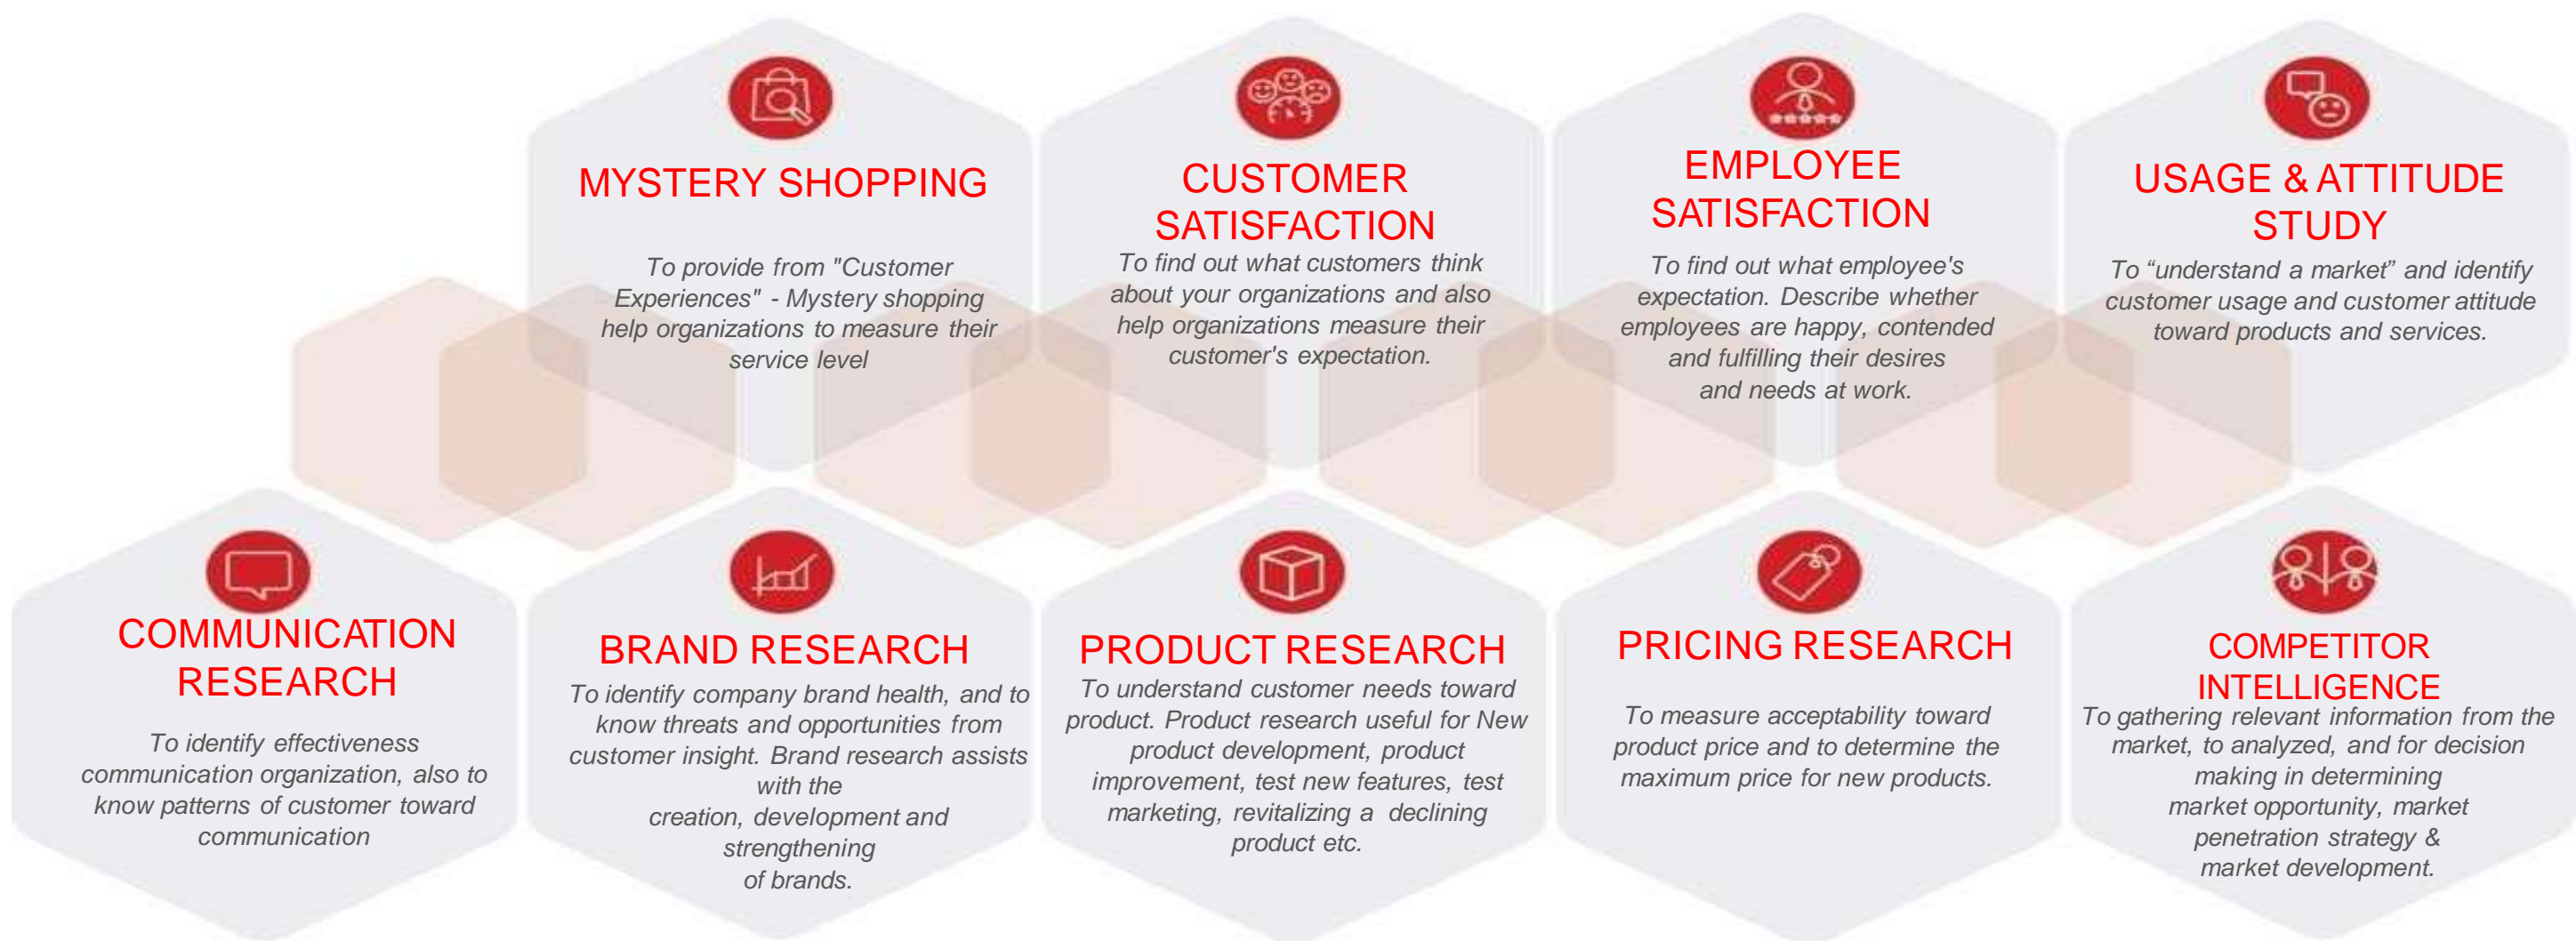 MYSTERY SHOPPING
To provide from "Customer
Experiences" - Mystery shopping
help organizations to measure their
service level
CUSTOMER
SATISFACTION
To find out what customers think
about your organizations and also
help organizations measure their
customer's expectation.
EMPLOYEE
SATISFACTION
To find out what employee's
expectation. Describe whether
employees are happy, contended
and fulfilling their desires
and needs at work.
USAGE & ATTITUDE
STUDY
To “understand a market” and identify
customer usage and customer attitude
toward products and services.
COMMUNICATION
RESEARCH
To identify effectiveness
communication organization, also to
know patterns of customer toward
communication
BRAND RESEARCH
To identify company brand health, and to
know threats and opportunities from
customer insight. Brand research assists
with the
creation, development and
strengthening
of brands.
PRODUCT RESEARCH
To understand customer needs toward
product. Product research useful for New
product development, product
improvement, test new features, test
marketing, revitalizing a declining
product etc.
PRICING RESEARCH
To measure acceptability toward
product price and to determine the
maximum price for new products.
COMPETITOR
INTELLIGENCE
To gathering relevant information from the
market, to analyzed, and for decision
making in determining
market opportunity, market
penetration strategy &
market development.